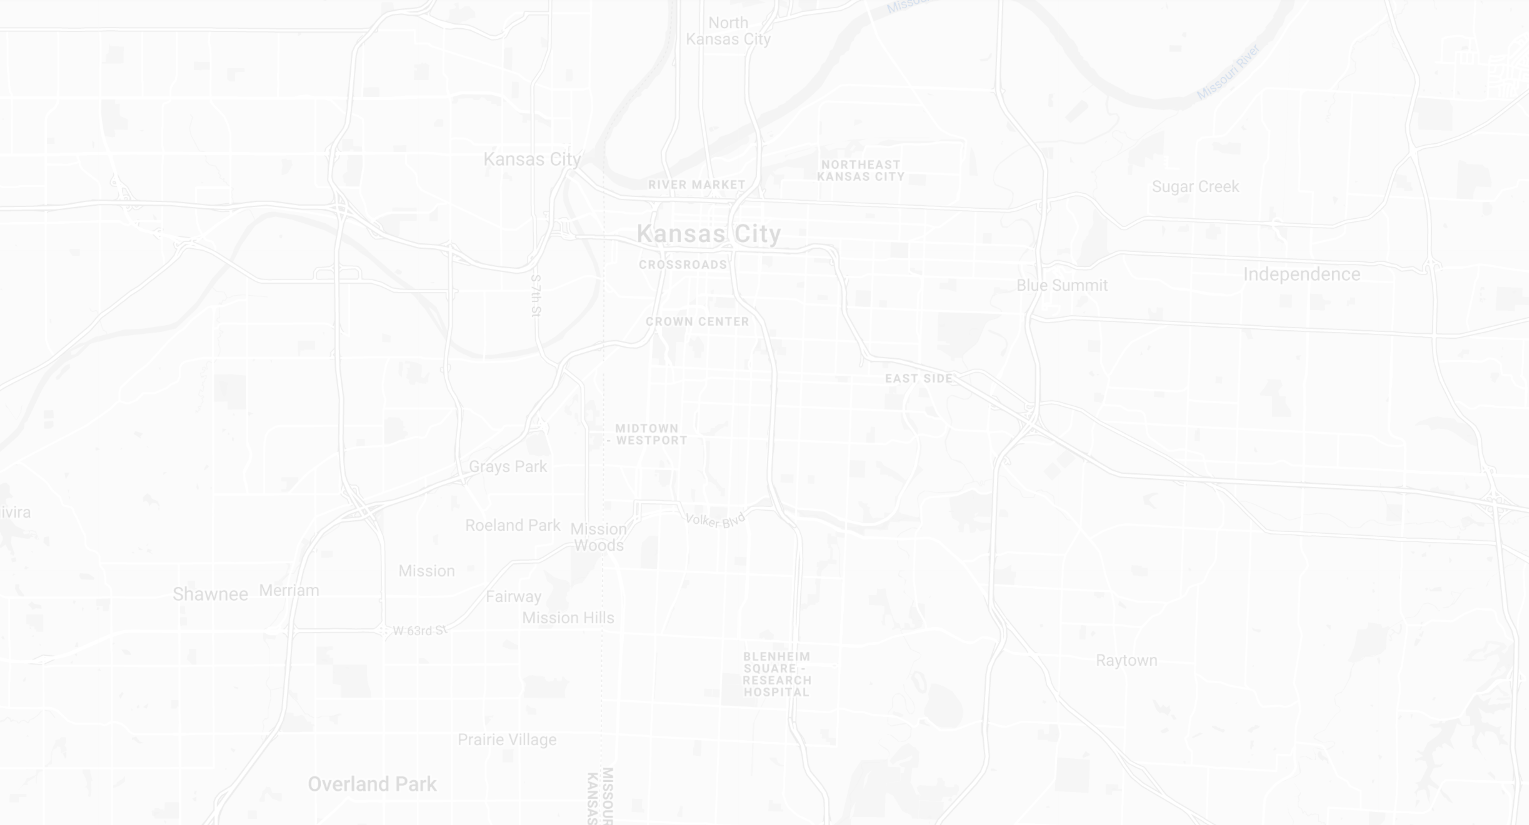 North
Kansas City
Missouri River
Kansas City
NORTHEAST
KANSAS CITY
RIVER MARKET
Sugar Creek
Kansas City
CROSSROADS
S 7th St
Independence
Blue Summit
CROWN CENTER
EAST SIDE
MIDTOWN
- WESTPORT
Grays Park
ivira
Volker Blvd
Roeland Park
Mission
Woods
Mission
Shawnee
Merriam
Fairway
Mission Hills
W 63rd St
BLENHEIM
SQUARE -
RESEARCH
HOSPITAL
Raytown
Prairie Village
Overland Park
MISSOUR
KANSAS